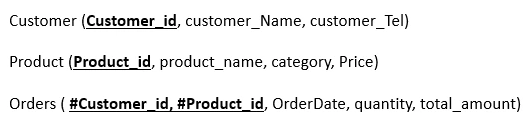 Customer (Customer_id, customer_Name, customer_Tel)
Product (Product_id, product_name, category, Price)
Orders ( #Customer_id, #Product_id, OrderDate, quantity, total_amount)